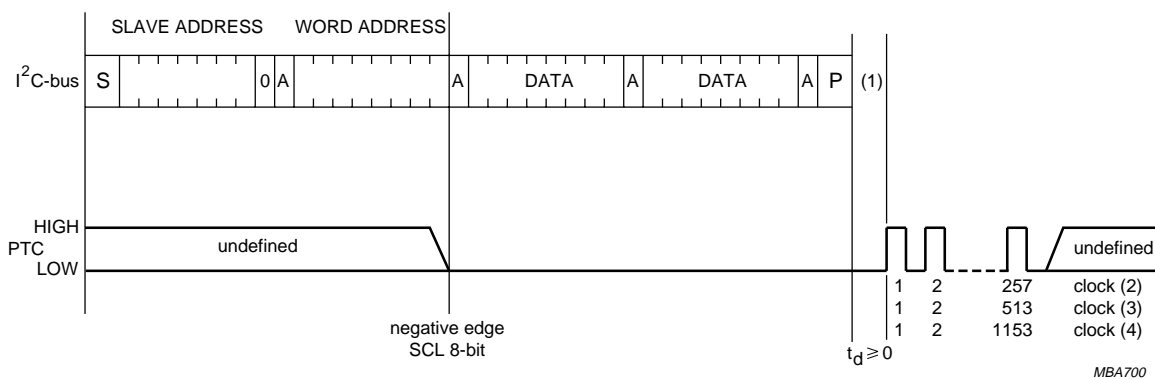 SLAVE ADDRESS WORD ADDRESS
I²C-bus S 0 A A DATA A DATA A P (1)
HIGH
PTC undefined undefined
LOW
1 2 257 clock (2)
1 2 513 clock (3)
1 2 1153 clock (4)
negative edge
SCL 8-bit
td ≥ 0
MBA700